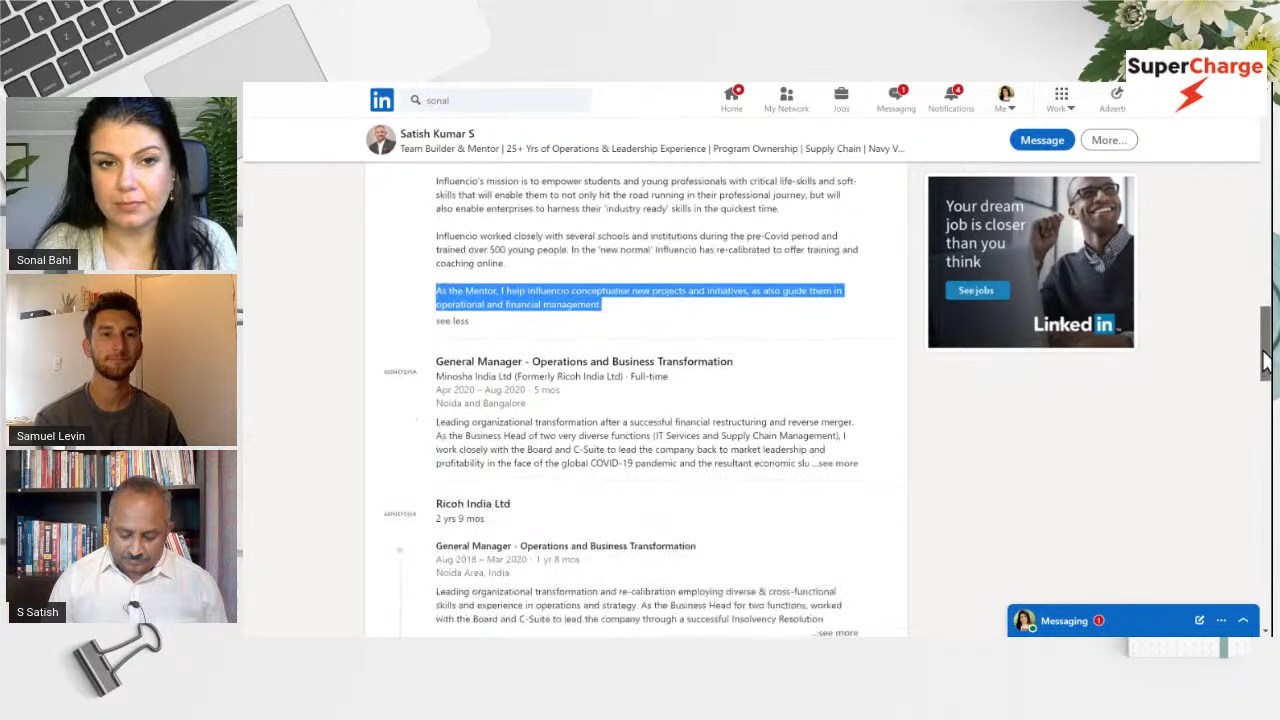 SuperCharge
in
sonal
Home
My Network
Jobs
1
Messaging
4
Notifications
Me
Work
Adverti
Satish Kumar S
Team Builder & Mentor | 25+ Yrs of Operations & Leadership Experience | Program Ownership | Supply Chain | Navy V...
Message
More...
Influencio's mission is to empower students and young professionals with critical life-skills and soft-
skills that will enable them to not only hit the road running in their professional journey, but will
also enable enterprises to harness their 'industry ready' skills in the quickest time.
Influencio worked closely with several schools and institutions during the pre-Covid period and
trained over 500 young people. In the 'new normal' Influencio has re-calibrated to offer training and
coaching online.
As the Mentor, I help Influencio conceptualise new projects and initiatives, as also guide them in
operational and financial management.
see less
MINOSHA
General Manager - Operations and Business Transformation
Minosha India Ltd (Formerly Ricoh India Ltd) · Full-time
Apr 2020 – Aug 2020 · 5 mos
Noida and Bangalore
Leading organizational transformation after a successful financial restructuring and reverse merger.
As the Business Head of two very diverse functions (IT Services and Supply Chain Management), I
work closely with the Board and C-Suite to lead the company back to market leadership and
profitability in the face of the global COVID-19 pandemic and the resultant economic slu ...see more
MINOSHA
Ricoh India Ltd
2 yrs 9 mos
General Manager - Operations and Business Transformation
Aug 2018 – Mar 2020 · 1 yr 8 mos
Noida Area, India
Leading organizational transformation and re-calibration employing diverse & cross-functional
skills and experience in operations and strategy. As the Business Head for two functions, worked
with the Board and C-Suite to lead the company through a successful Insolvency Resolution
...see more
Your dream
job is closer
than you
think
See jobs
Linked in
Messaging 1
Sonal Bahl
Samuel Levin
S Satish